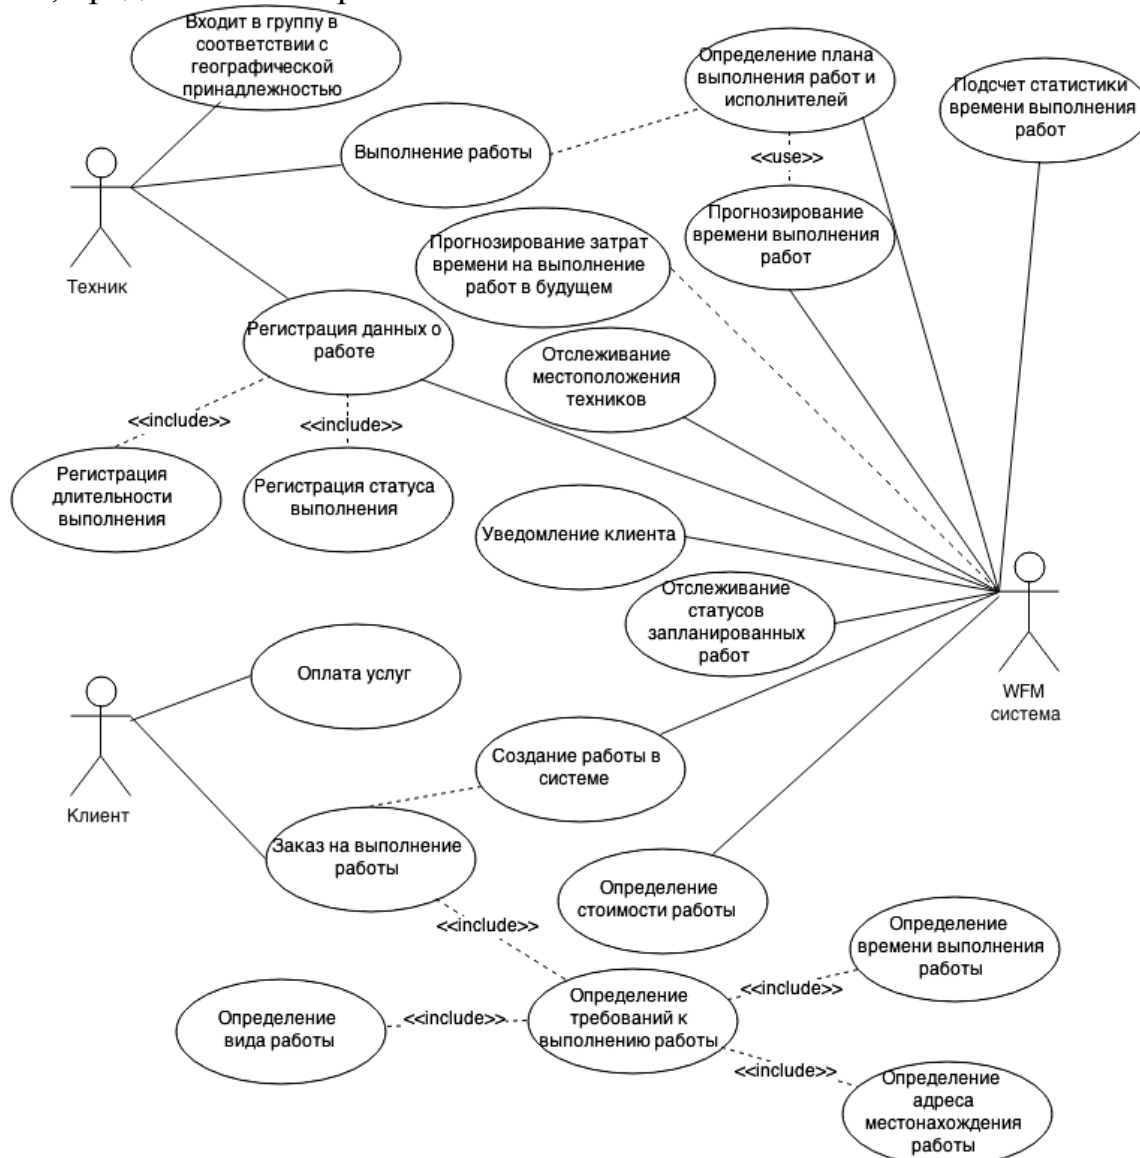 Входит в группу в
соответствии с
географической
принадлежностью
Определение плана
выполнения работ и
исполнителей
Подсчет статистики
времени выполнения
работ
Выполнение работы
<<use>>
Техник
Прогнозирование затрат
времени на выполнение
работ в будущем
Прогнозирование
времени выполнения
работ
Регистрация данных о
работе
Отслеживание
местоположения
техников
<<include>>
<<include>>
Регистрация
длительности
выполнения
Регистрация статуса
выполнения
Уведомление клиента
Отслеживание
статусов
запланированных
работ
WFM
система
Оплата услуг
Клиент
Создание работы в
системе
Заказ на выполнение
работы
Определение
стоимости работы
<<include>>
Определение
времени выполнения
работы
<<include>>
Определение
вида работы
<<include>>
Определение
требований к
выполнению работы
<<include>>
Определение
адреса
местонахождения
работы